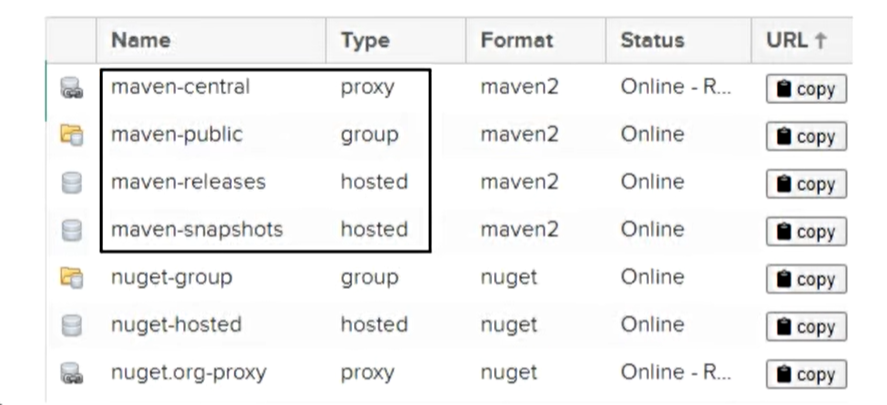 Name Type Format Status URL ↑
maven-central proxy maven2 Online - R... copy
maven-public group maven2 Online copy
maven-releases hosted maven2 Online copy
maven-snapshots hosted maven2 Online copy
nuget-group group nuget Online copy
nuget-hosted hosted nuget Online copy
nuget.org-proxy proxy nuget Online - R... copy